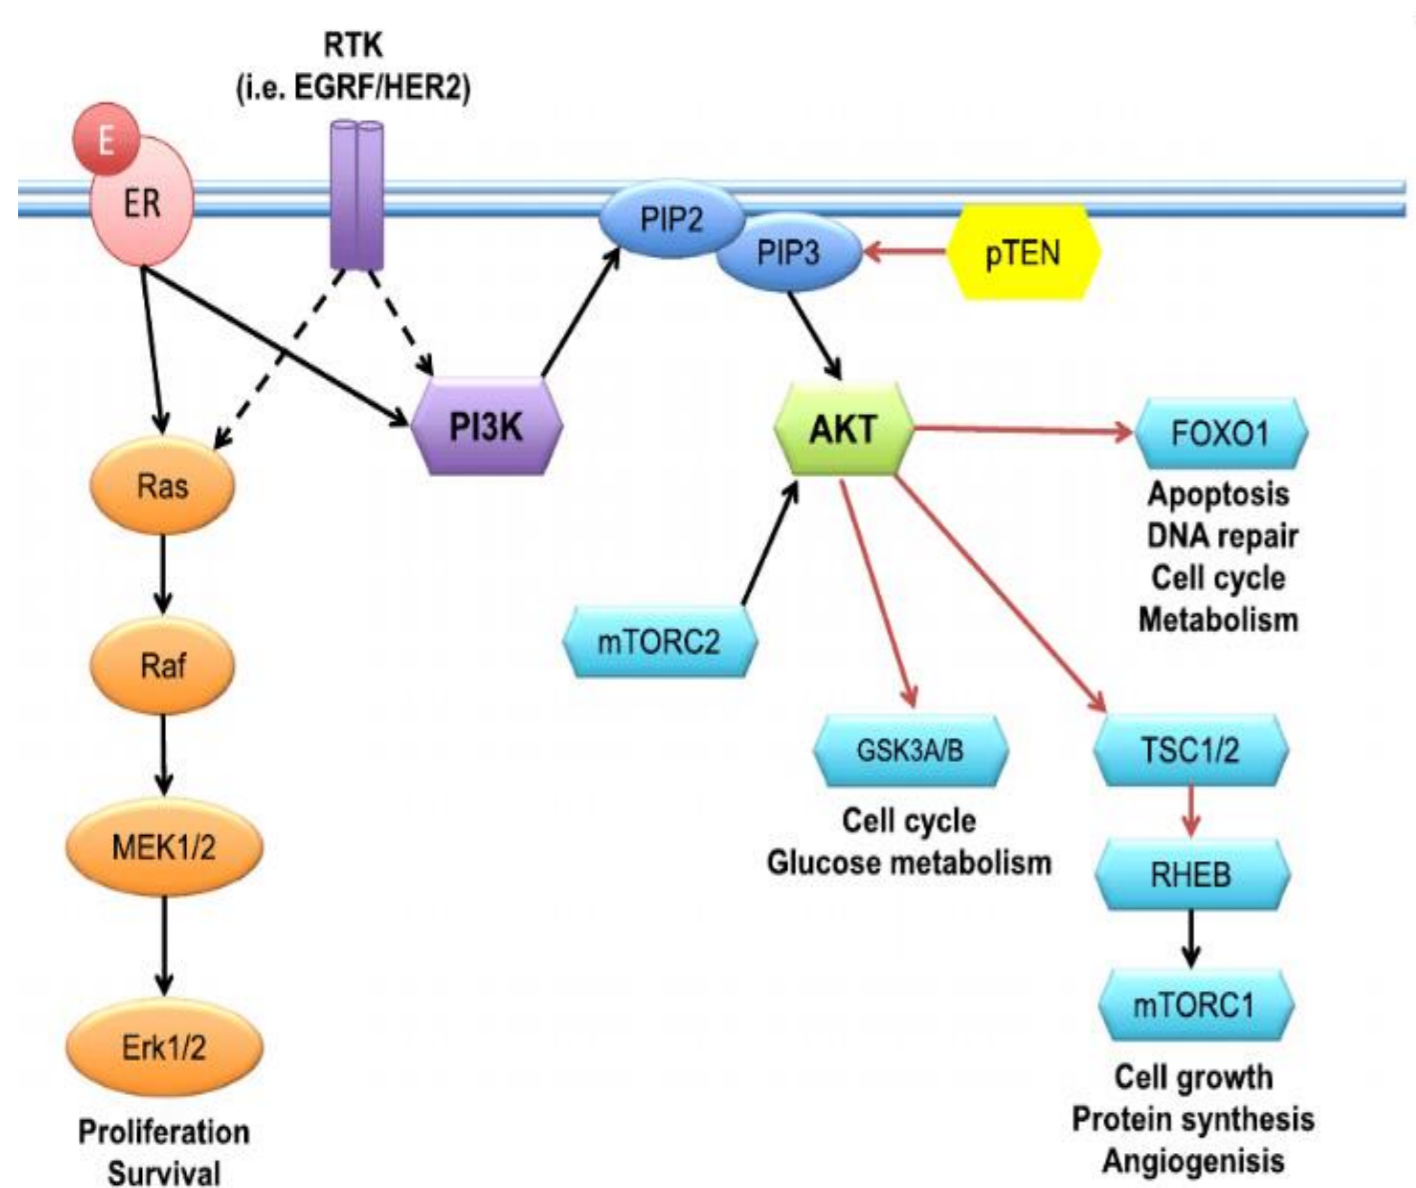 RTK
(i.e. EGRF/HER2)
E
ER
PIP2
PIP3
pTEN
PI3K
AKT
FOXO1
Apoptosis
DNA repair
Cell cycle
Metabolism
Ras
mTORC2
Raf
GSK3A/B
Cell cycle
Glucose metabolism
TSC1/2
MEK1/2
RHEB
mTORC1
Erk1/2
Cell growth
Protein synthesis
Angiogenisis
Proliferation
Survival